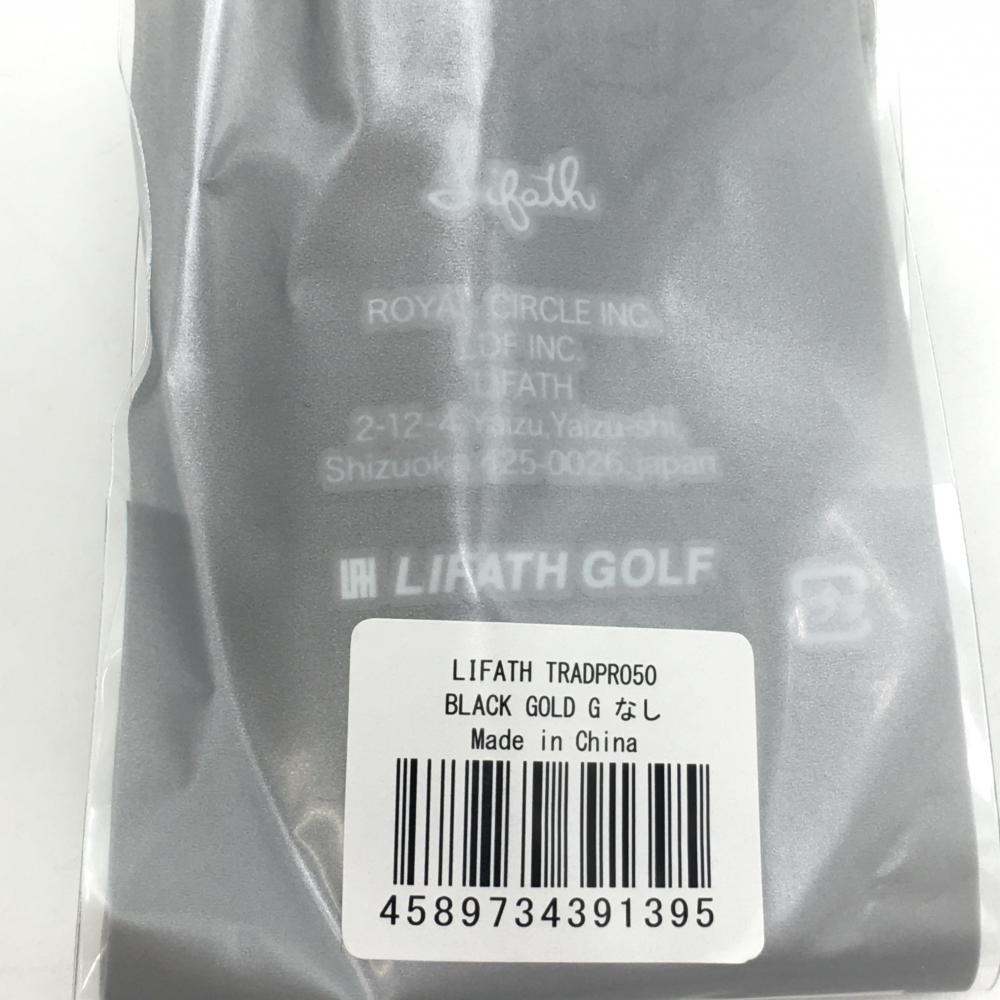 Lifath
ROYAL CIRCLE INC.,
LDF INC.
LIFATH
2-12-4 Yaizu,Yaizu-shi,
Shizuoka 425-0026,japan
LFH LIFATH GOLF
LIFATH TRADPRO50
BLACK GOLD G なし
Made in China
4589734391395